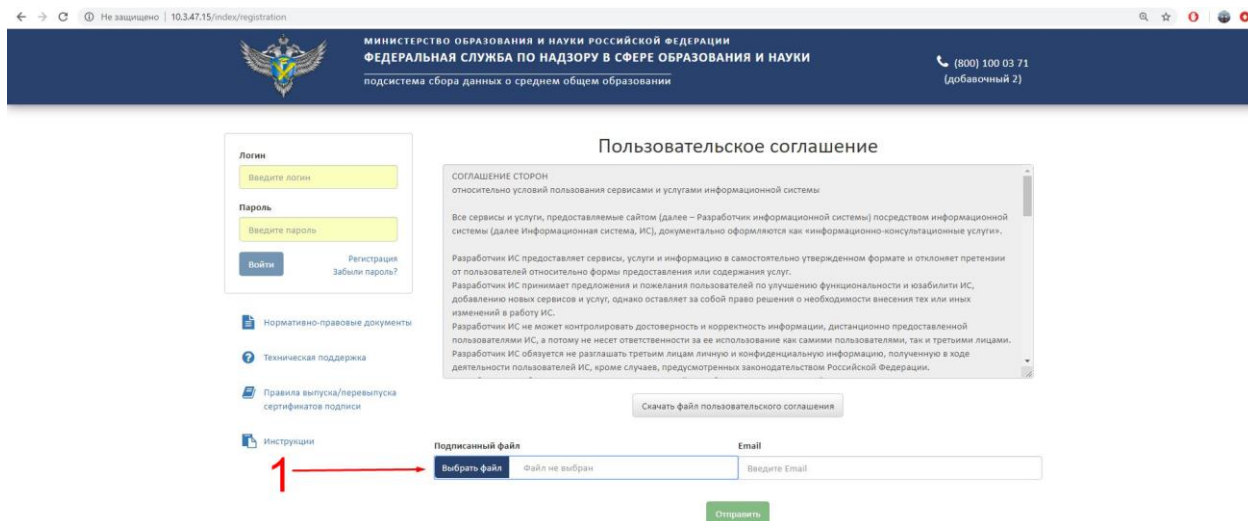 Не защищено | 10.3.47.15/index/registration
МИНИСТЕРСТВО ОБРАЗОВАНИЯ И НАУКИ РОССИЙСКОЙ ФЕДЕРАЦИИ
ФЕДЕРАЛЬНАЯ СЛУЖБА ПО НАДЗОРУ В СФЕРЕ ОБРАЗОВАНИЯ И НАУКИ
подсистема сбора данных о среднем общем образовании
(800) 100 03 71
(добавочный 2)
Логин
Введите логин
Пароль
Введите пароль
Войти
Регистрация
Забыли пароль?
Нормативно-правовые документы
Техническая поддержка
Правила выпуска/перевыпуска
сертификатов подписи
Инструкции
Пользовательское соглашение
СОГЛАШЕНИЕ СТОРОН
относительно условий пользования сервисами и услугами информационной системы
Все сервисы и услуги, предоставляемые сайтом (далее – Разработчик информационной системы) посредством информационной
системы (далее Информационная система, ИС), документально оформляются как «информационно-консультационные услуги».
Разработчик ИС предоставляет сервисы, услуги и информацию в самостоятельно утвержденном формате и отклоняет претензии
от пользователей относительно формы предоставления или содержания услуг.
Разработчик ИС принимает предложения и пожелания пользователей по улучшению функциональности и юзабилити ИС,
добавлению новых сервисов и услуг, однако оставляет за собой право решения о необходимости внесения тех или иных
изменений в работу ИС.
Разработчик ИС не может контролировать достоверность и корректность информации, дистанционно предоставленной
пользователями ИС, а потому не несет ответственности за ее использование как самими пользователями, так и третьими лицами.
Разработчик ИС обязуется не разглашать третьим лицам личную и конфиденциальную информацию, полученную в ходе
деятельности пользователей ИС, кроме случаев, предусмотренных законодательством Российской Федерации.
Скачать файл пользовательского соглашения
Подписанный файл
Email
1
Выбрать файл
Файл не выбран
Введите Email
Отправить